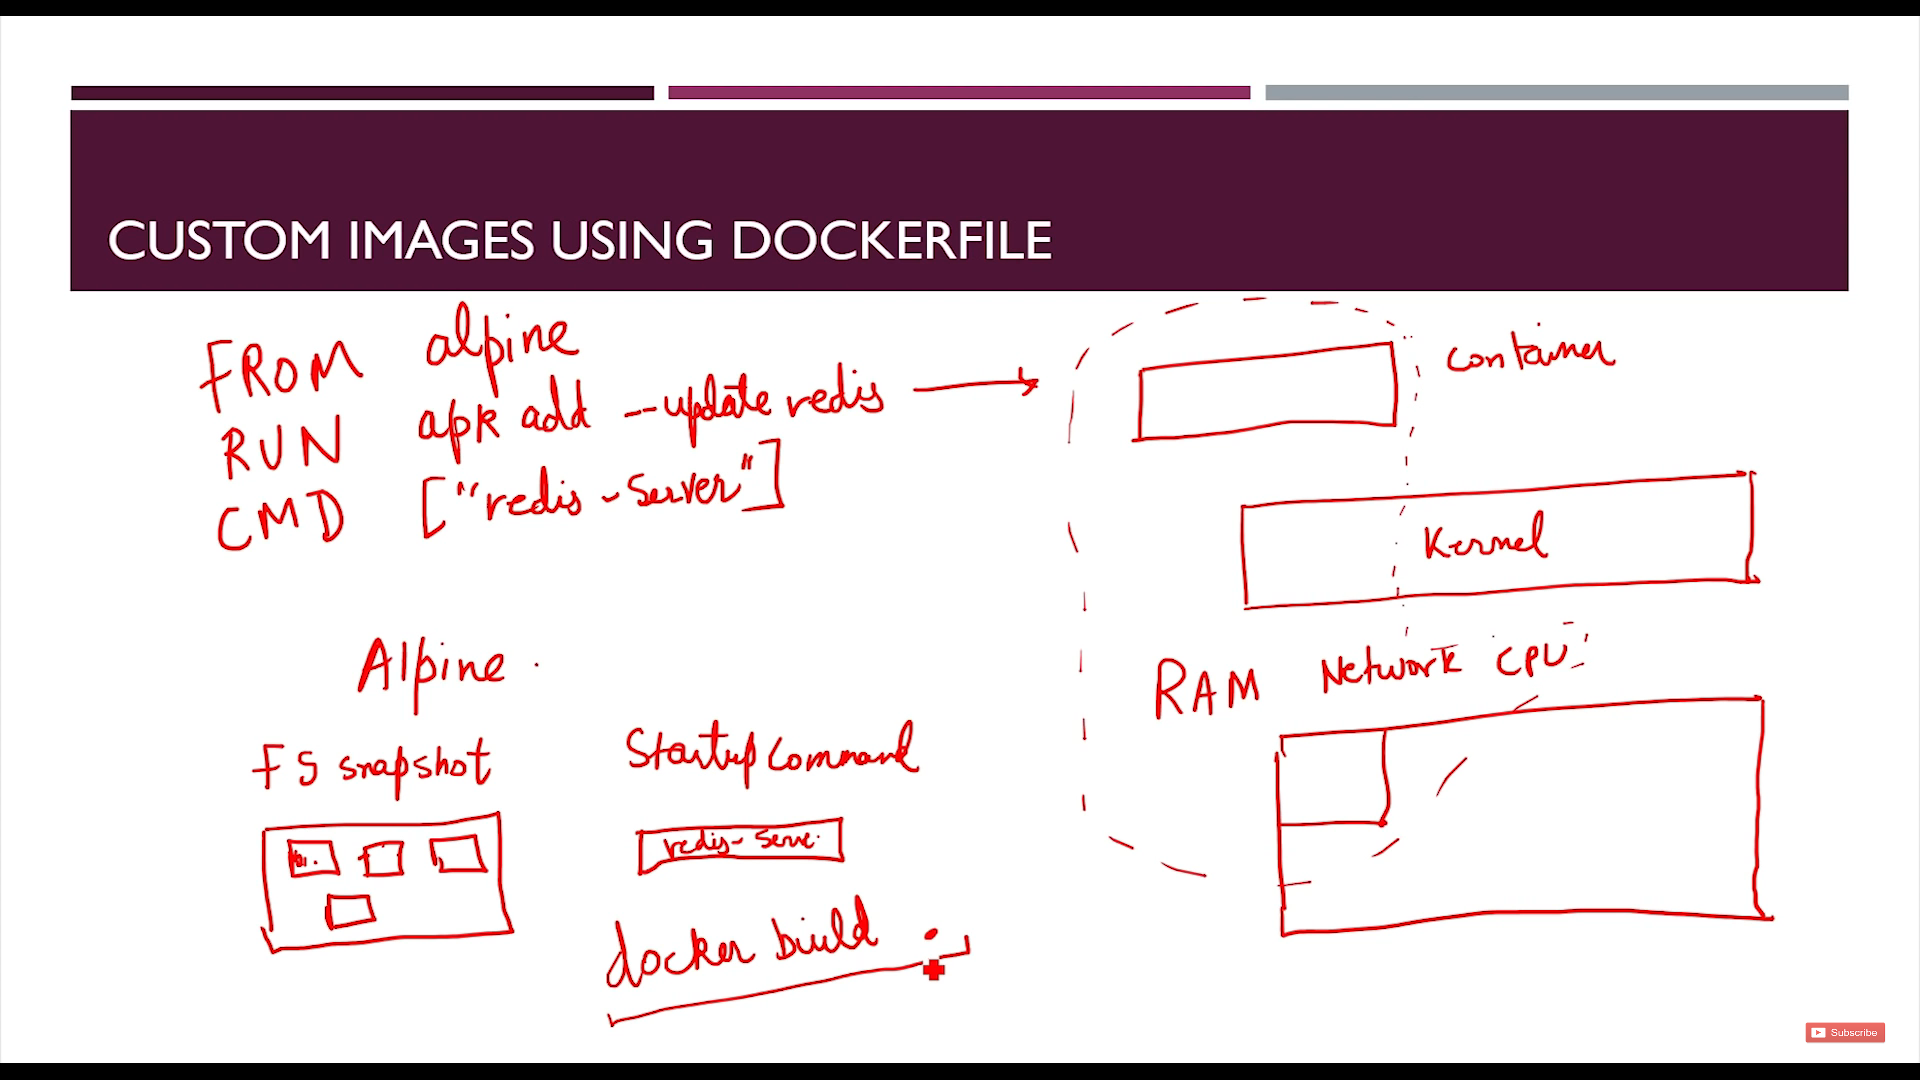 CUSTOM IMAGES USING DOCKERFILE
FROM alpine
RUN apk add --update redis
CMD ["redis-server"]
container
Kernel
RAM Network CPU
Alpine
FS snapshot
Startup command
redis-serve
docker build .
Subscribe